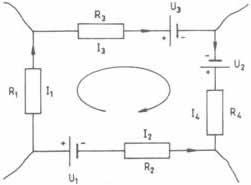 R3
I3
U3
+ -
-
+
U2
R1
I1
I4
R4
+ -
U1
I2
R2